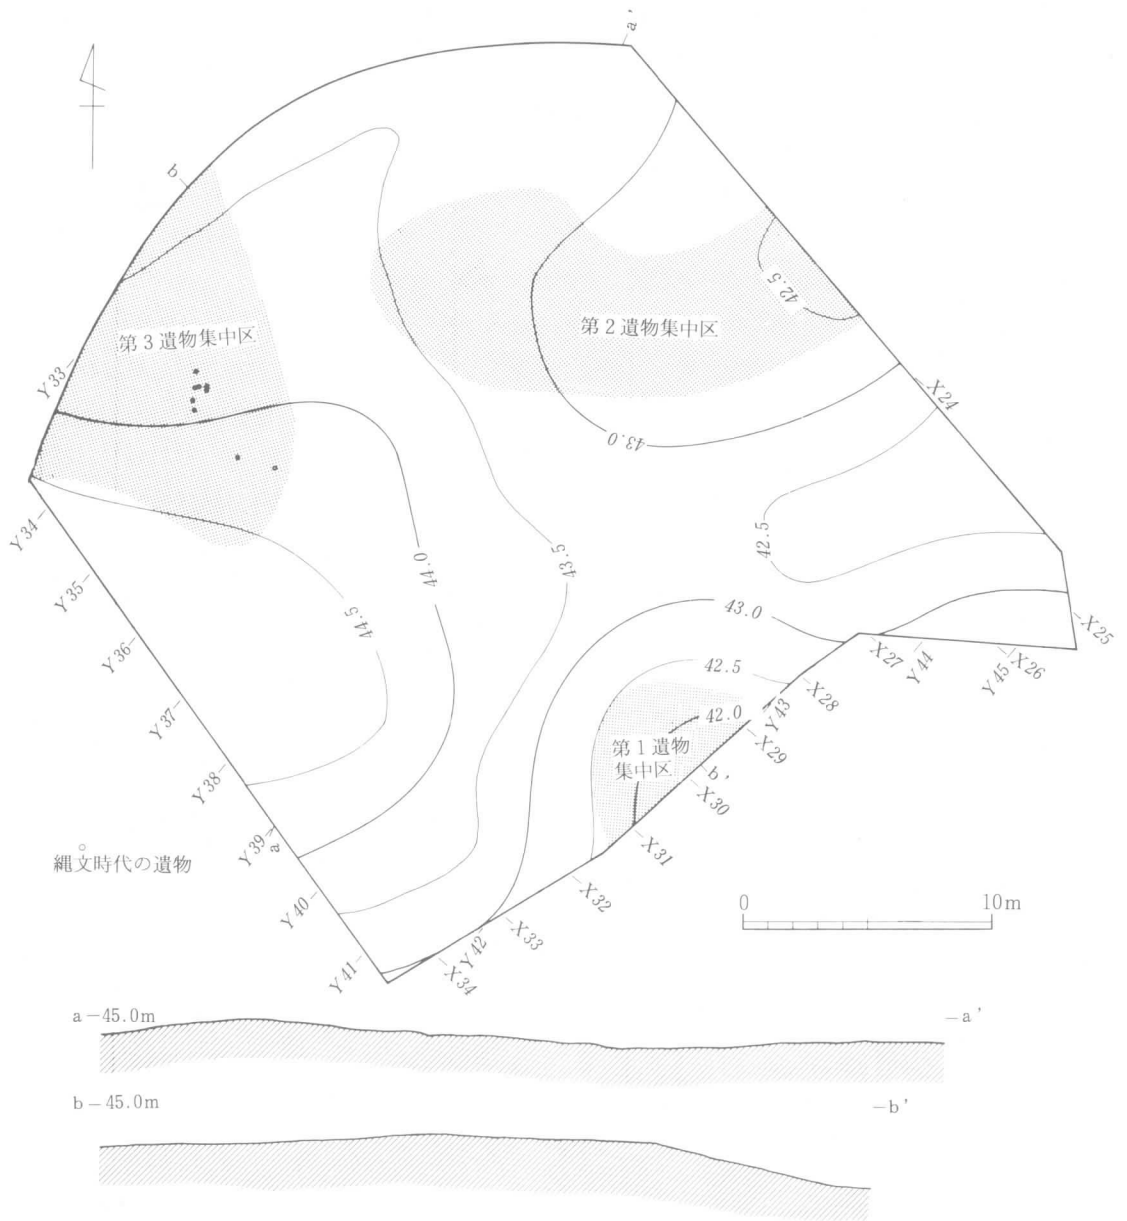 a'
b
42.5
第3遺物集中区
第2遺物集中区
Y33
X24
43.0
Y34
42.5
43.5
44.0
Y35
44.5
43.0
X25
Y36
X27
Y44
X26
Y45
42.5
X28
Y37
42.0
Y43
第1遺物
集中区
X29
b'
Y38
X30
Y39
a
X31
縄文時代の遺物
X32
Y40
0 10m
X33
Y42
Y41
X34
a-45.0m -a'
b-45.0m -b'